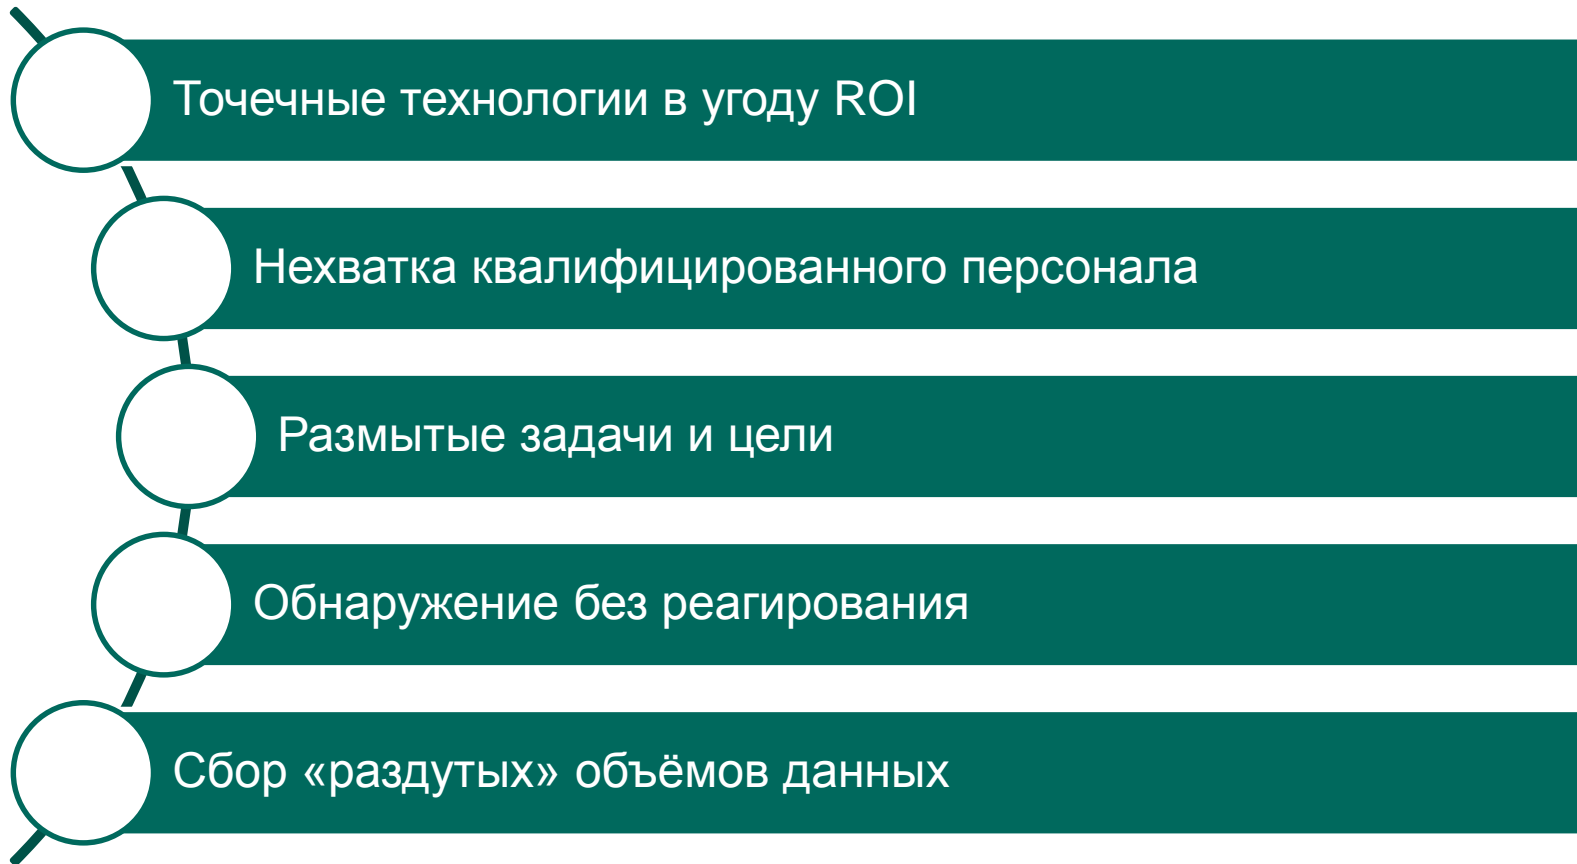 Точечные технологии в угоду ROI
Нехватка квалифицированного персонала
Размытые задачи и цели
Обнаружение без реагирования
Сбор «раздутых» объёмов данных